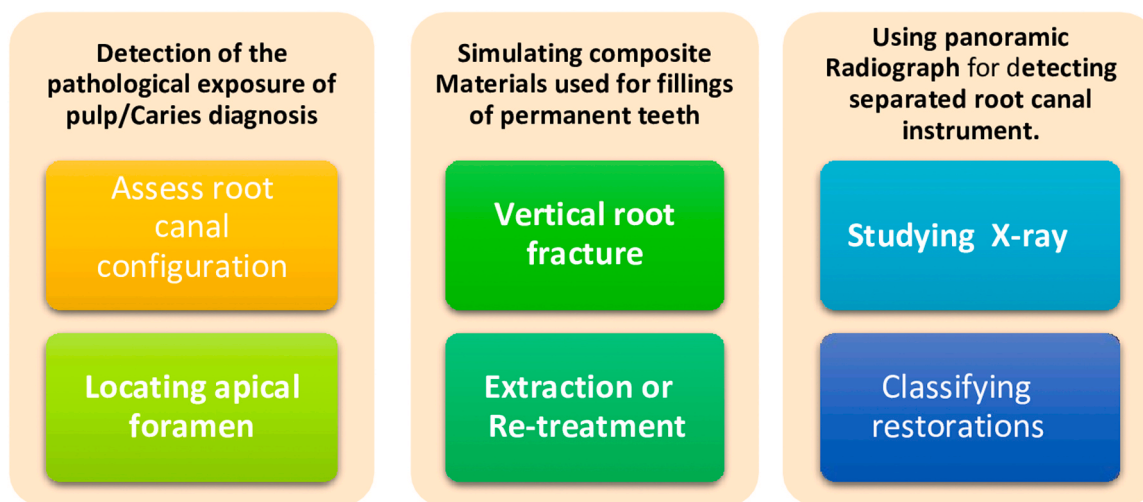 Detection of the
pathological exposure of
pulp/Caries diagnosis
Assess root
canal
configuration
Locating apical
foramen
Simulating composite
Materials used for fillings
of permanent teeth
Vertical root
fracture
Extraction or
Re-treatment
Using panoramic
Radiograph for detecting
separated root canal
instrument.
Studying X-ray
Classifying
restorations